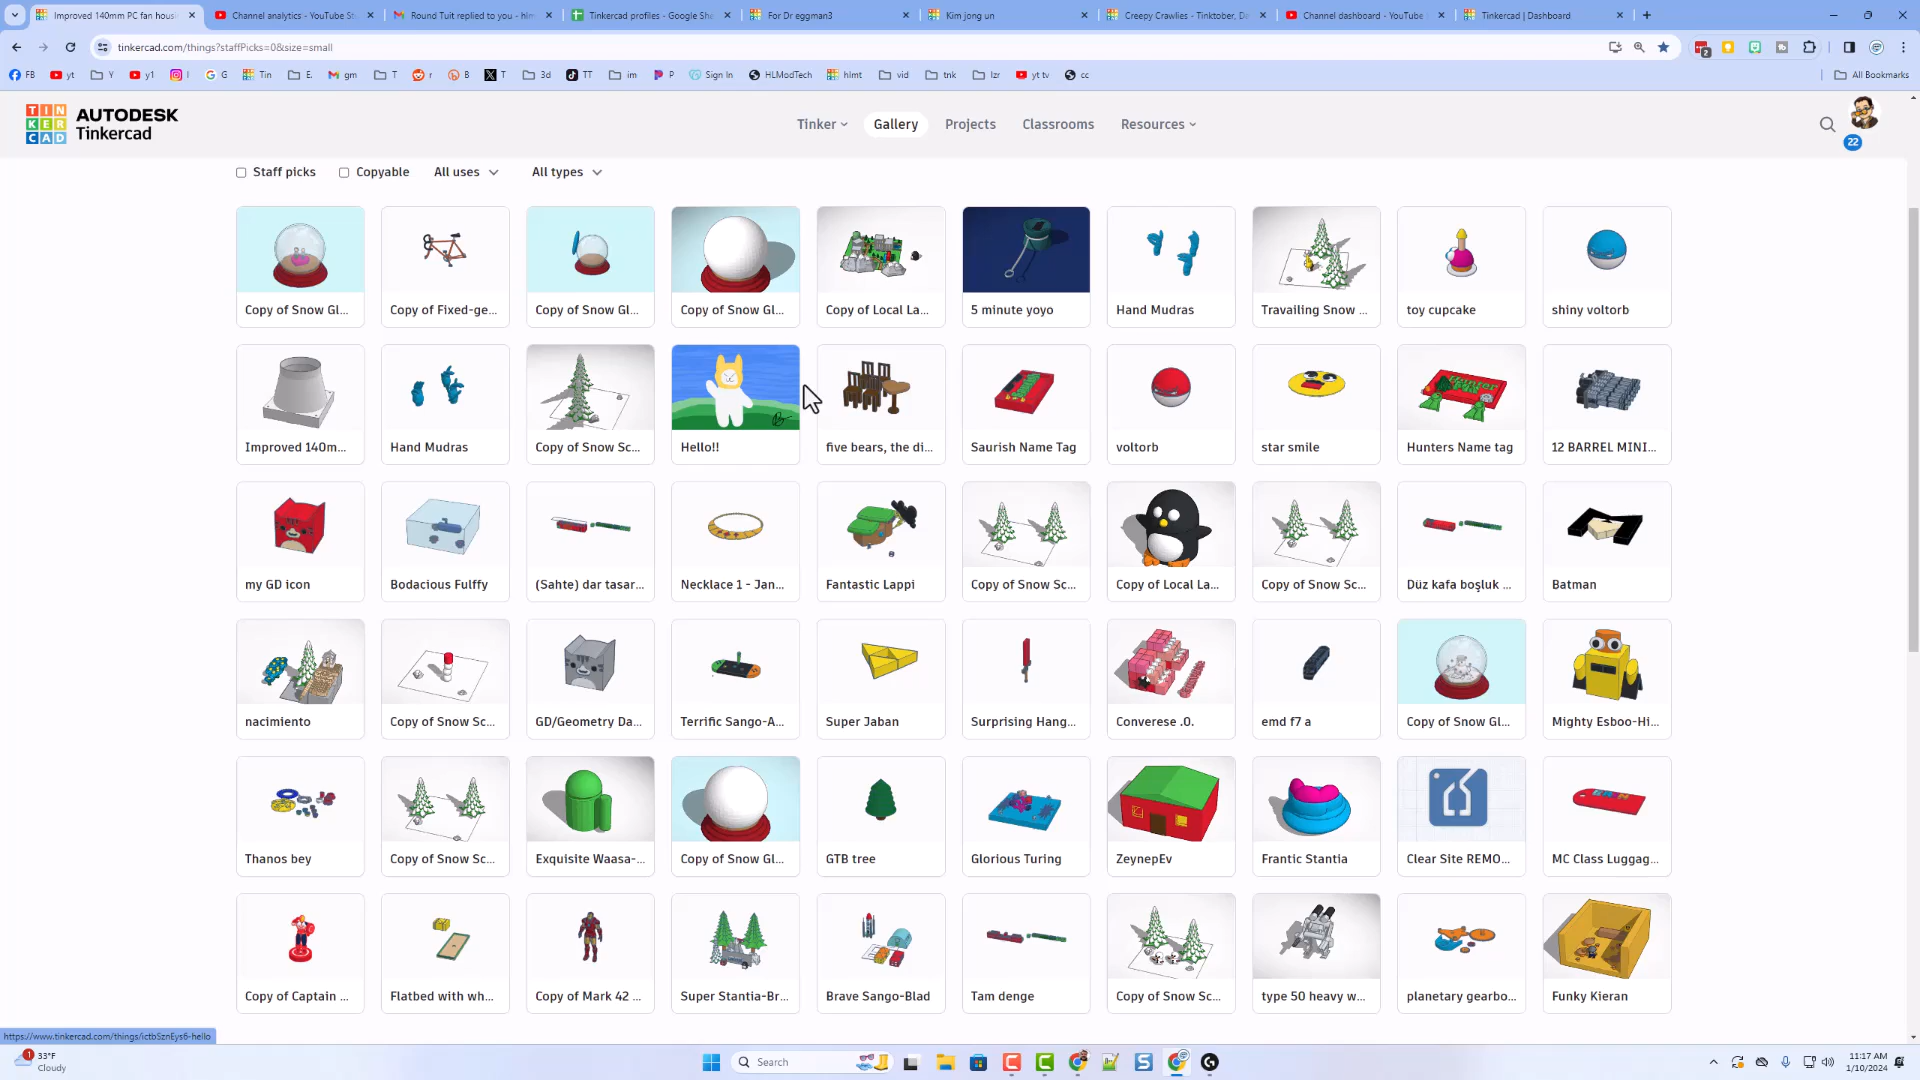 Improved 140mm PC fan housi
Channel analytics - YouTube St
Round Tuit replied to you - hlm
Tinkercad profiles - Google She
For Dr eggman3
Kim jong un
Creepy Crawlies - Tinktober, Da
Channel dashboard - YouTube
Tinkercad | Dashboard
tinkercad.com/things?staffPicks=0&size=small
2
FB
yt
Y
y1
I
G
Tin
E.
gm
T
r
B
T
3d
TT
im
P
Sign In
HLModTech
hlmt
vid
tnk
lzr
yt tv
cc
All Bookmarks
TIN
KER
CAD
AUTODESK
Tinkercad
Tinker
Gallery
Projects
Classrooms
Resources
22
Staff picks
Copyable
All uses
All types
Copy of Snow Gl...
Copy of Fixed-ge...
Copy of Snow Gl...
Copy of Snow Gl...
Copy of Local La...
5 minute yoyo
Hand Mudras
Travailing Snow ...
toy cupcake
shiny voltorb
Improved 140m...
Hand Mudras
Copy of Snow Sc...
Hello!!
five bears, the di...
Saurish Name Tag
voltorb
star smile
Hunters Name tag
12 BARREL MINI...
my GD icon
Bodacious Fulffy
(Sahte) dar tasar...
Necklace 1 - Jan...
Fantastic Lappi
Copy of Snow Sc...
Copy of Local La...
Copy of Snow Sc...
Düz kafa boşluk ...
Batman
nacimiento
Copy of Snow Sc...
GD/Geometry Da...
Terrific Sango-A...
Super Jaban
Surprising Hang...
Converese .0.
emd f7 a
Copy of Snow Gl...
Mighty Esboo-Hi...
Thanos bey
Copy of Snow Sc...
Exquisite Waasa-...
Copy of Snow Gl...
GTB tree
Glorious Turing
ZeynepEv
Frantic Stantia
Clear Site REMO...
MC Class Luggag...
Copy of Captain ...
Flatbed with wh...
Copy of Mark 42 ...
Super Stantia-Br...
Brave Sango-Blad
Tam denge
Copy of Snow Sc...
type 50 heavy w...
planetary gearbo...
Funky Kieran
https://www.tinkercad.com/things/ictbSznEys6-hello
1
33°F
Cloudy
Search
11:17 AM
1/10/2024